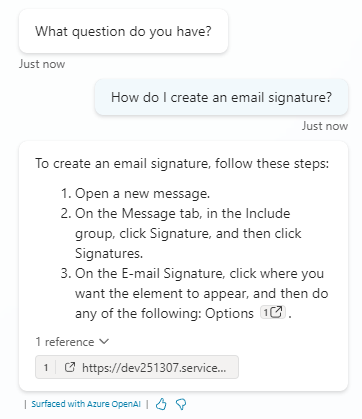 What question do you have?
Just now
How do I create an email signature?
Just now
To create an email signature, follow these steps:
1. Open a new message.
2. On the Message tab, in the Include
group, click Signature, and then click
Signatures.
3. On the E-mail Signature, click where you
want the element to appear, and then do
any of the following: Options 1 .
1 reference
1 https://dev251307.service...
| Surfaced with Azure OpenAI |